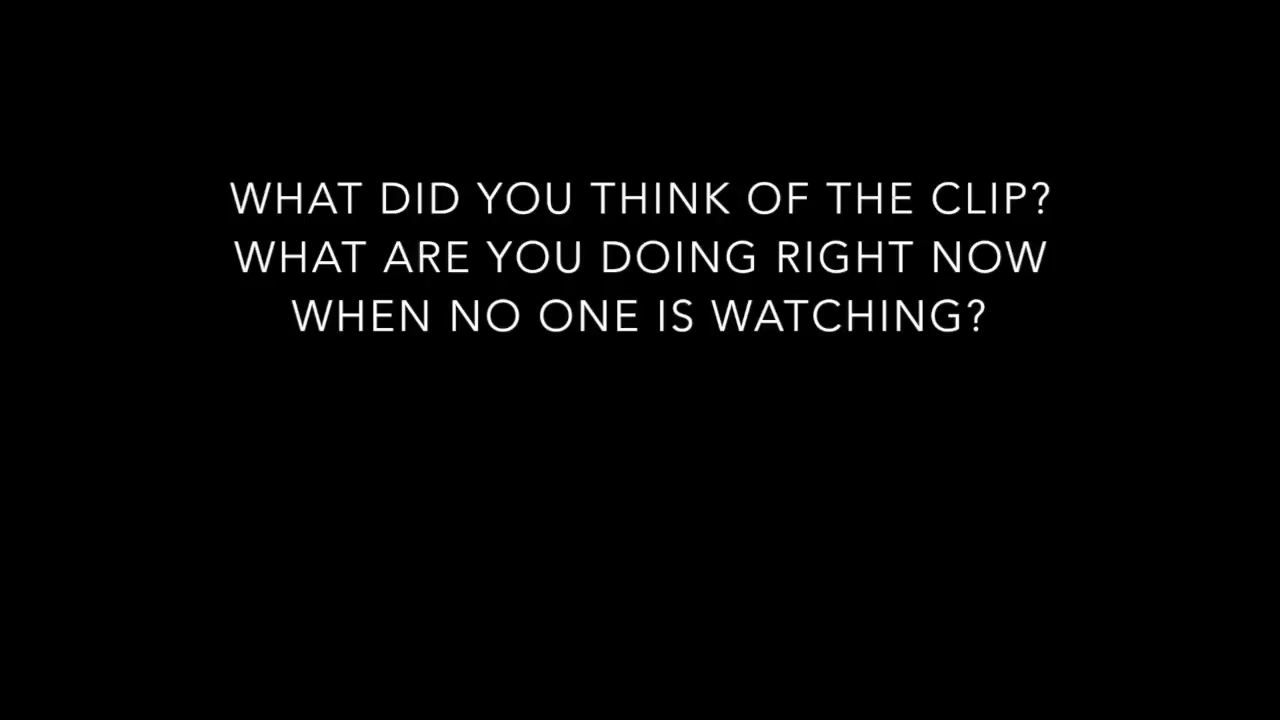 WHAT DID YOU THINK OF THE CLIP?
WHAT ARE YOU DOING RIGHT NOW
WHEN NO ONE IS WATCHING?